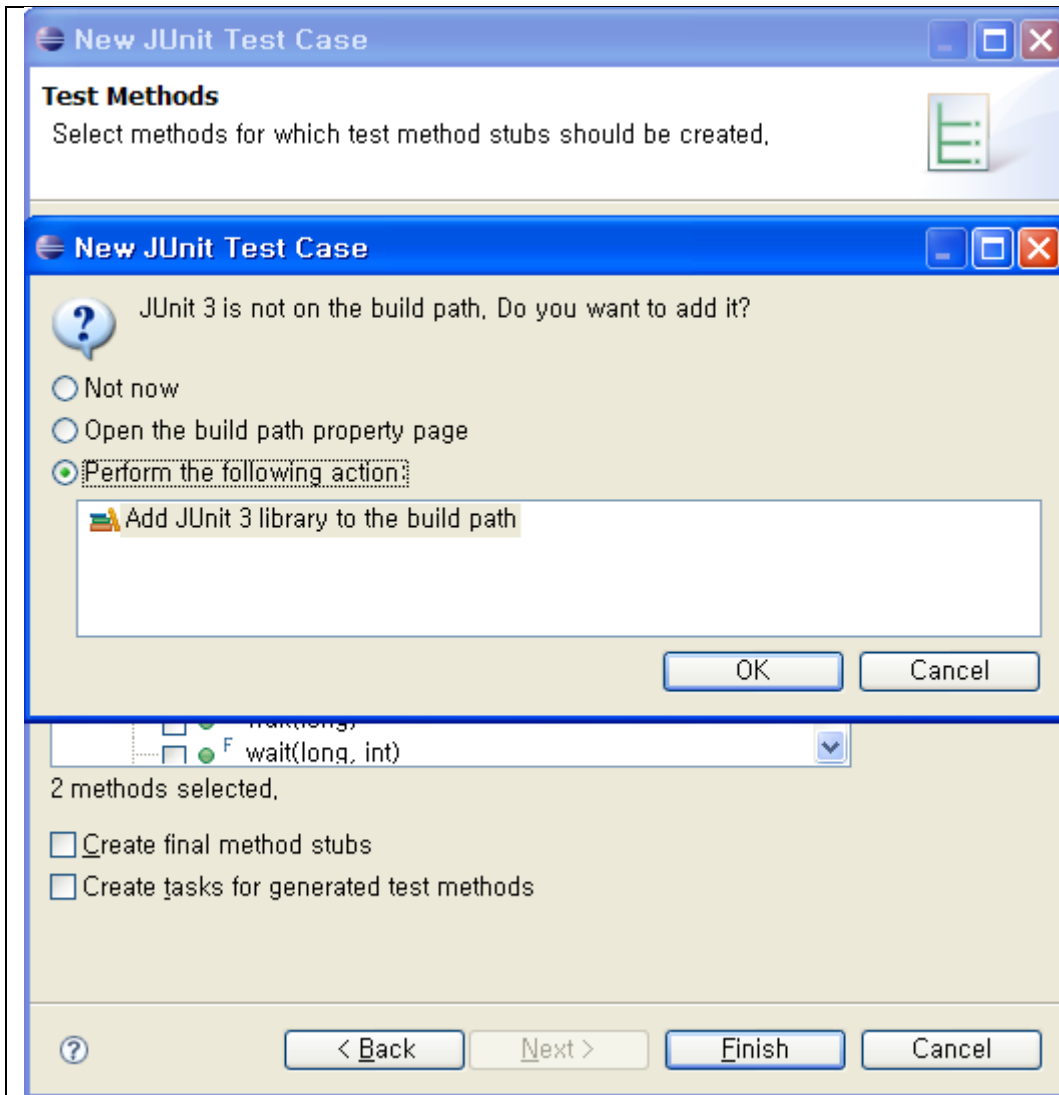 New JUnit Test Case
Test Methods
Select methods for which test method stubs should be created,
New JUnit Test Case
JUnit 3 is not on the build path, Do you want to add it?
Not now
Open the build path property page
Perform the following action:
Add JUnit 3 library to the build path
OK Cancel
wait(long)
F wait(long, int)
2 methods selected,
Create final method stubs
Create tasks for generated test methods
< Back Next > Finish Cancel